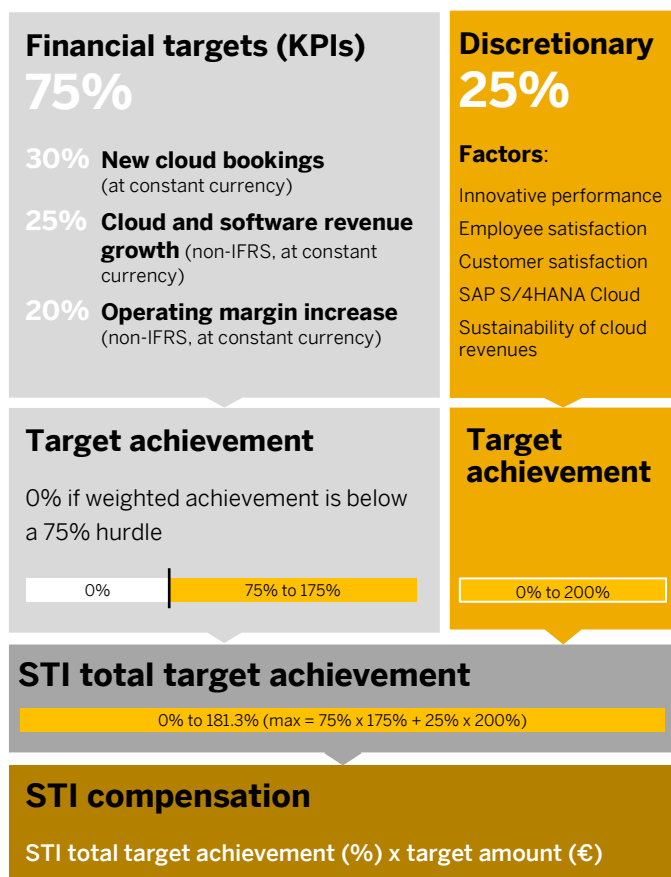 Financial targets (KPIs)
75%
30% New cloud bookings
(at constant currency)
25% Cloud and software revenue
growth (non-IFRS, at constant
currency)
20% Operating margin increase
(non-IFRS, at constant currency)
Discretionary
25%
Factors:
Innovative performance
Employee satisfaction
Customer satisfaction
SAP S/4HANA Cloud
Sustainability of cloud
revenues
Target achievement
0% if weighted achievement is below
a 75% hurdle
0%
75% to 175%
Target
achievement
0% to 200%
STI total target achievement
0% to 181.3% (max = 75% x 175% + 25% x 200%)
STI compensation
STI total target achievement (%) x target amount (€)